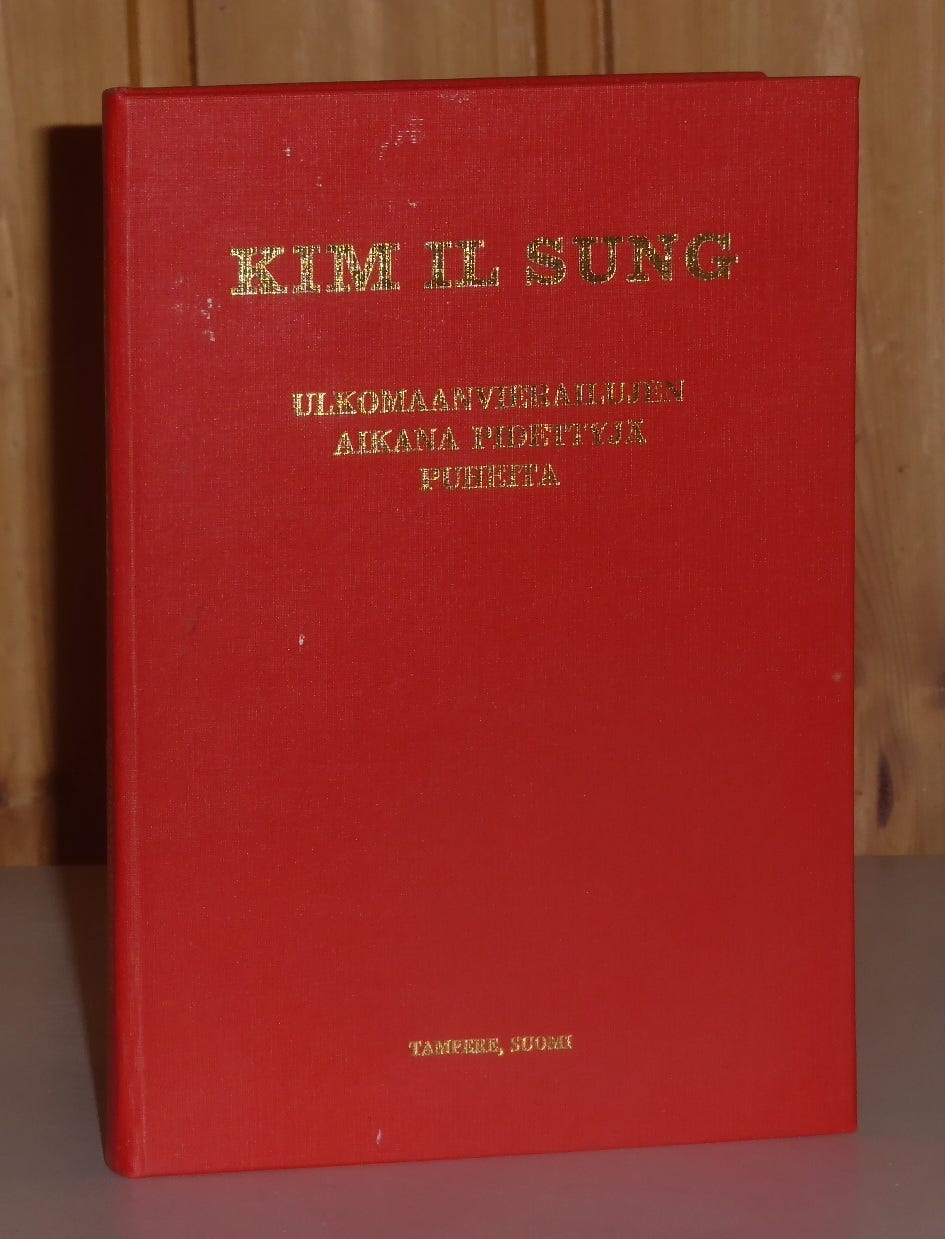 KIM IL SUNG
ULKOMAANVIERAILUJEN
AIKANA PIDETTYJÄ
PUHEITA
TAMPERE, SUOMI